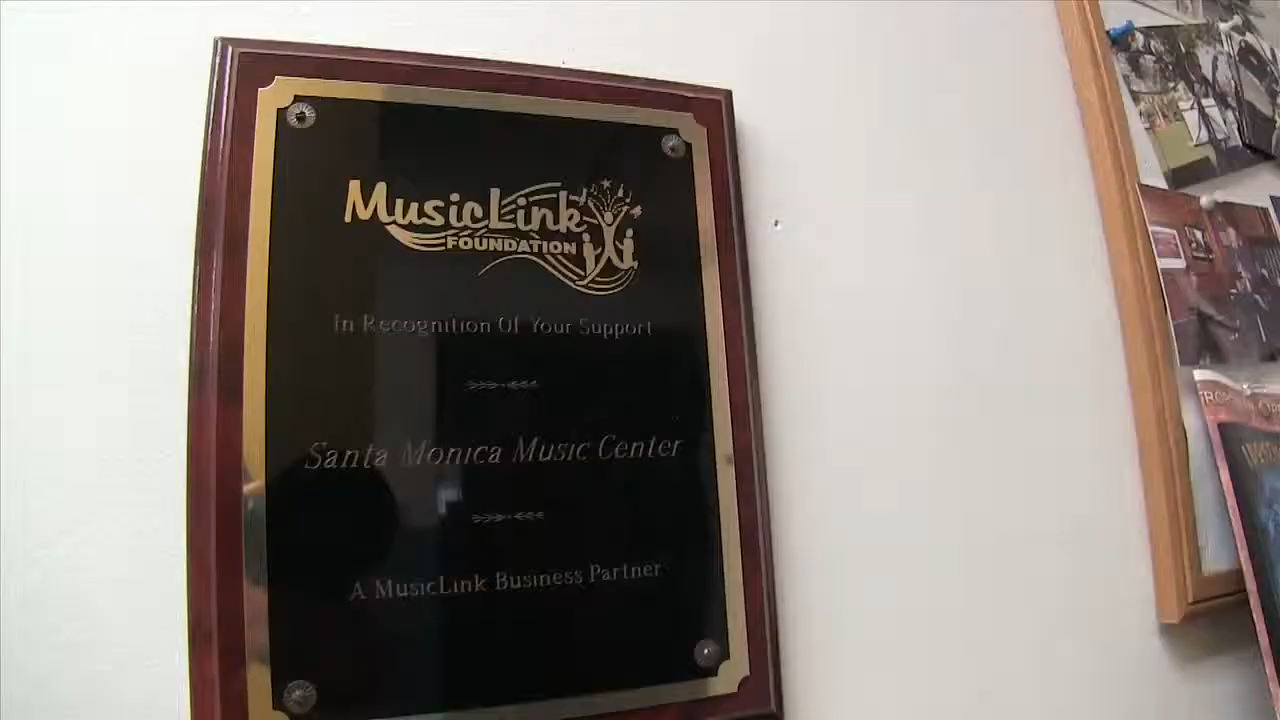 MusicLink
FOUNDATION
In Recognition Of Your Support
Santa Monica Music Center
A MusicLink Business Partner